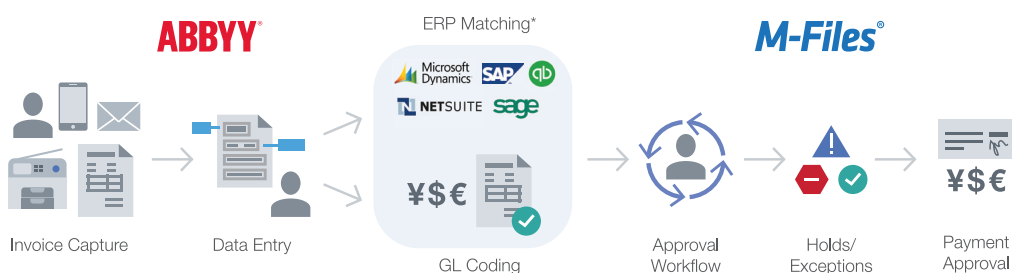 ABBYY®
ERP Matching*
M-Files®
Microsoft
Dynamics
SAP
qb
NETSUITE
sage
¥$€
¥$€
Invoice Capture
Data Entry
GL Coding
Approval
Workflow
Holds/
Exceptions
Payment
Approval